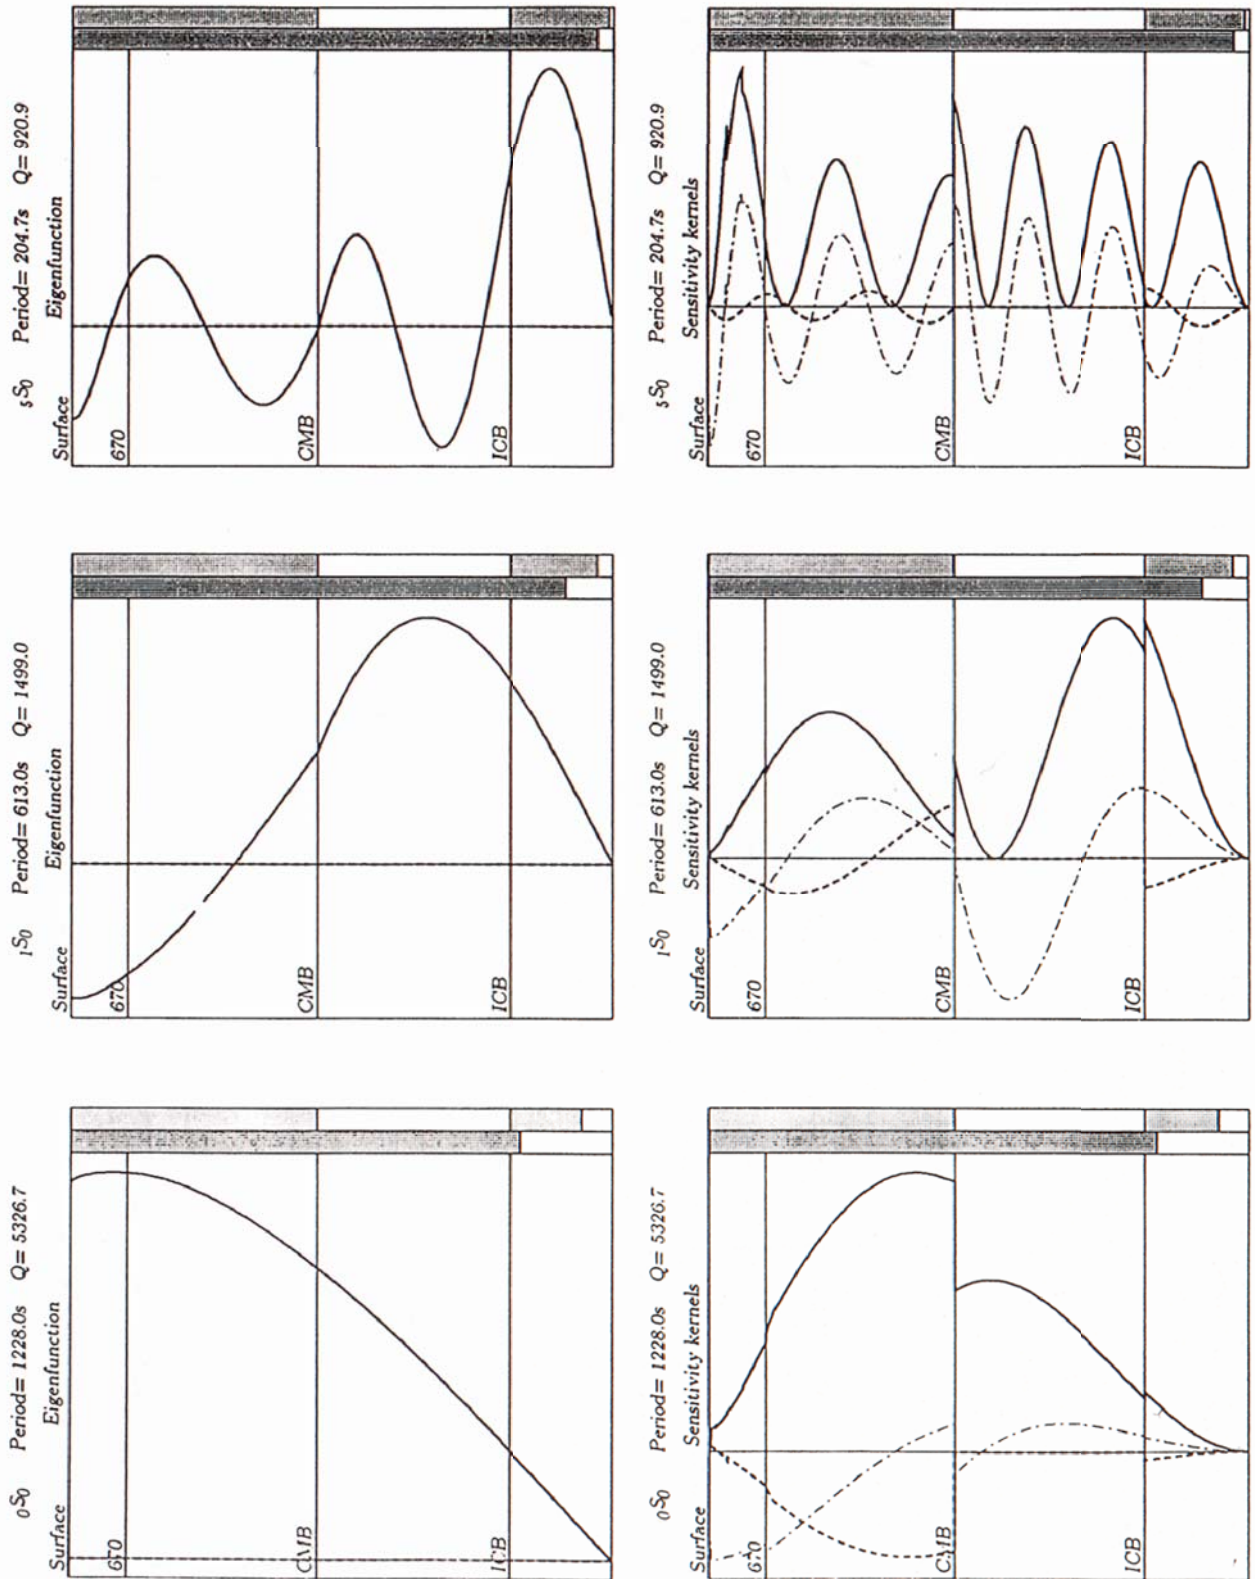 ₅S₀ Period= 204.7s Q= 920.9
Eigenfunction
Surface
670
CMB
ICB
₅S₀ Period= 204.7s Q= 920.9
Sensitivity kernels
Surface
670
CMB
ICB
₁S₀ Period= 613.0s Q= 1499.0
Eigenfunction
Surface
670
CMB
ICB
₁S₀ Period= 613.0s Q= 1499.0
Sensitivity kernels
Surface
670
CMB
ICB
₀S₀ Period= 1228.0s Q= 5326.7
Eigenfunction
Surface
670
CMB
ICB
₀S₀ Period= 1228.0s Q= 5326.7
Sensitivity kernels
Surface
670
CMB
ICB